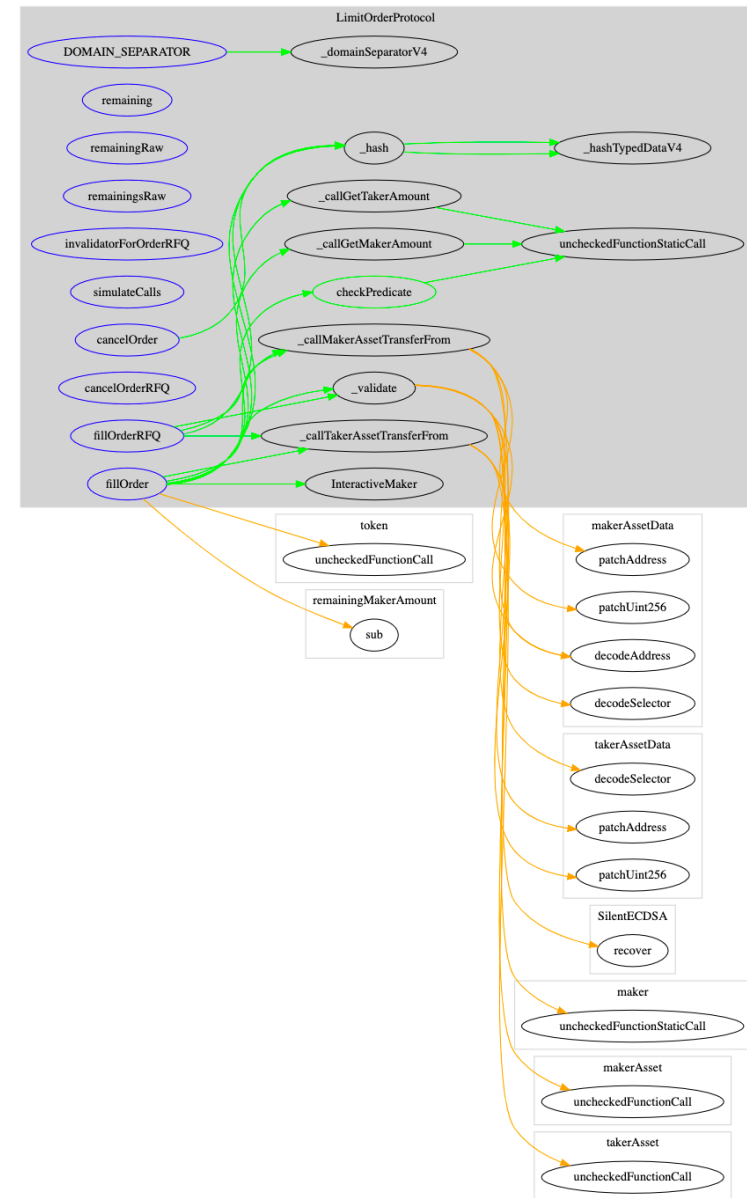 LimitOrderProtocol
DOMAIN_SEPARATOR
_domainSeparatorV4
remaining
remainingRaw
_hash
_hashTypedDataV4
remainingsRaw
_callGetTakerAmount
invalidatorForOrderRFQ
_callGetMakerAmount
uncheckedFunctionStaticCall
simulateCalls
checkPredicate
cancelOrder
_callMakerAssetTransferFrom
cancelOrderRFQ
_validate
fillOrderRFQ
_callTakerAssetTransferFrom
fillOrder
InteractiveMaker
token
uncheckedFunctionCall
remainingMakerAmount
sub
makerAssetData
patchAddress
patchUint256
decodeAddress
decodeSelector
takerAssetData
decodeSelector
patchAddress
patchUint256
SilentECDSA
recover
maker
uncheckedFunctionStaticCall
makerAsset
uncheckedFunctionCall
takerAsset
uncheckedFunctionCall